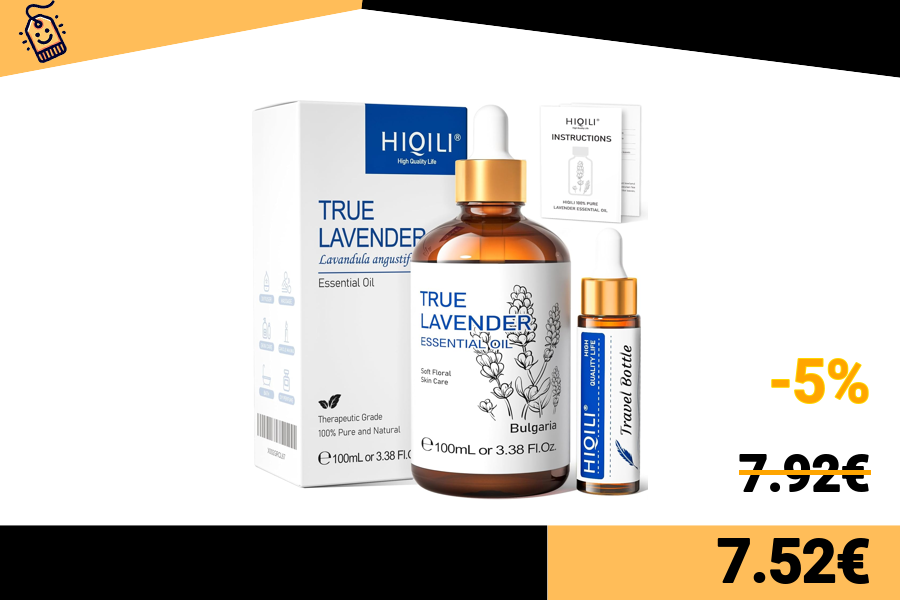 HIQILI®
High Quality Life
TRUE
LAVENDER
Lavandula angustif
Essential Oil
Therapeutic Grade
100% Pure and Natural
℮100mL or 3.38 Fl.O
TRUE
LAVENDER
ESSENTIAL OIL
Soft Floral
Skin Care
Bulgaria
℮100mL or 3.38 Fl.Oz.
HIQILI®
INSTRUCTIONS
HIQILI 100% PURE
LAVENDER ESSENTIAL OIL
HIQILI®
HIGH
QUALITY LIFE
Travel Bottle
-5%
7.92€
7.52€